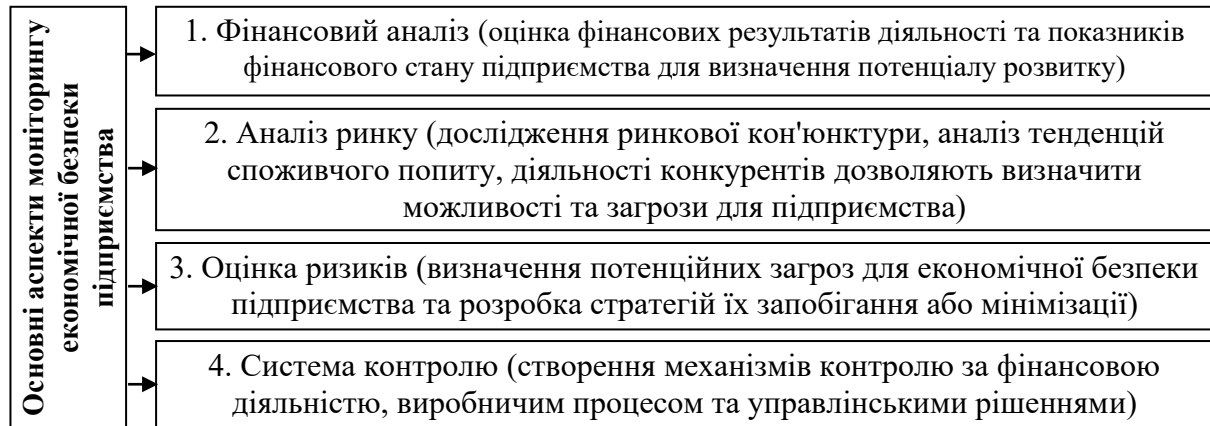 Основні аспекти моніторингу
економічної безпеки
підприємства
1. Фінансовий аналіз (оцінка фінансових результатів діяльності та показників
фінансового стану підприємства для визначення потенціалу розвитку)
2. Аналіз ринку (дослідження ринкової кон'юнктури, аналіз тенденцій
споживчого попиту, діяльності конкурентів дозволяють визначити
можливості та загрози для підприємства)
3. Оцінка ризиків (визначення потенційних загроз для економічної безпеки
підприємства та розробка стратегій їх запобігання або мінімізації)
4. Система контролю (створення механізмів контролю за фінансовою
діяльністю, виробничим процесом та управлінськими рішеннями)